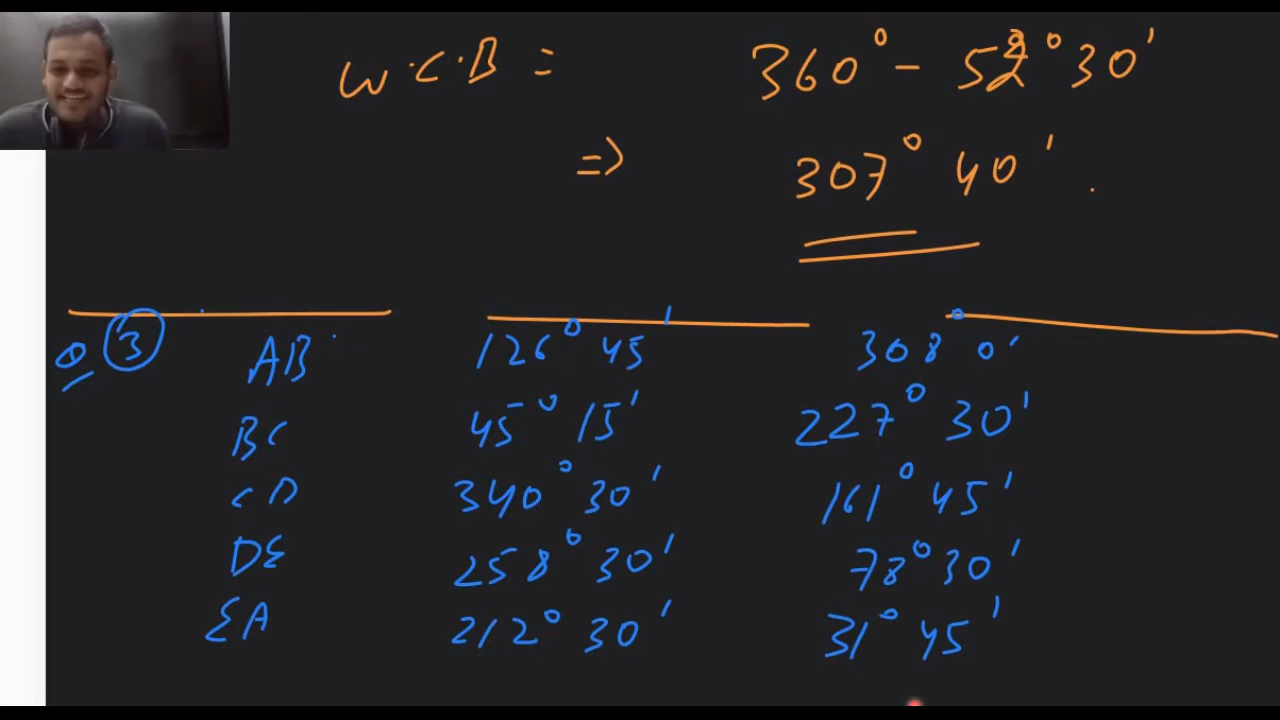 W.C.B = 360° - 52°30'
=> 307° 40'.
Q 3 AB 126° 45' 308° 0'
BC 45° 15' 227° 30'
CD 340° 30' 161° 45'
DE 258° 30' 78° 30'
EA 212° 30' 31° 45'